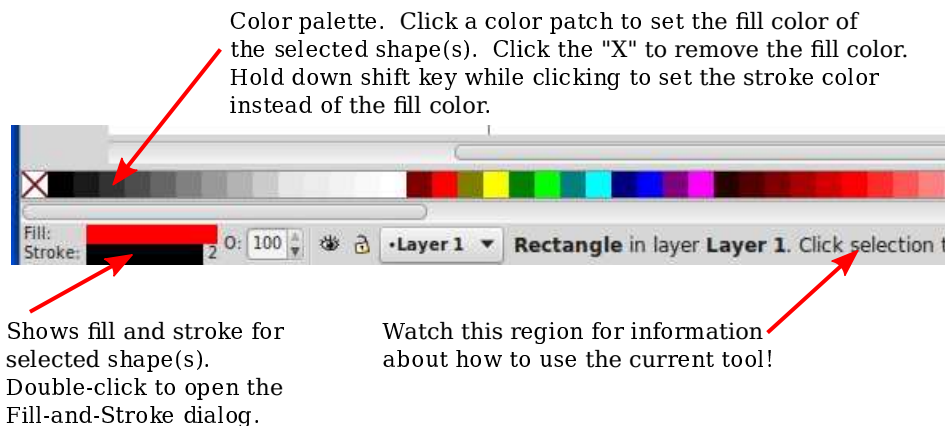 Color palette.  Click a color patch to set the fill color of
the selected shape(s).  Click the "X" to remove the fill color.
Hold down shift key while clicking to set the stroke color
instead of the fill color.
Fill:
Stroke:
2
O: 100
•Layer 1
Rectangle in layer Layer 1. Click selection t
Shows fill and stroke for
selected shape(s).
Double-click to open the
Fill-and-Stroke dialog.
Watch this region for information
about how to use the current tool!